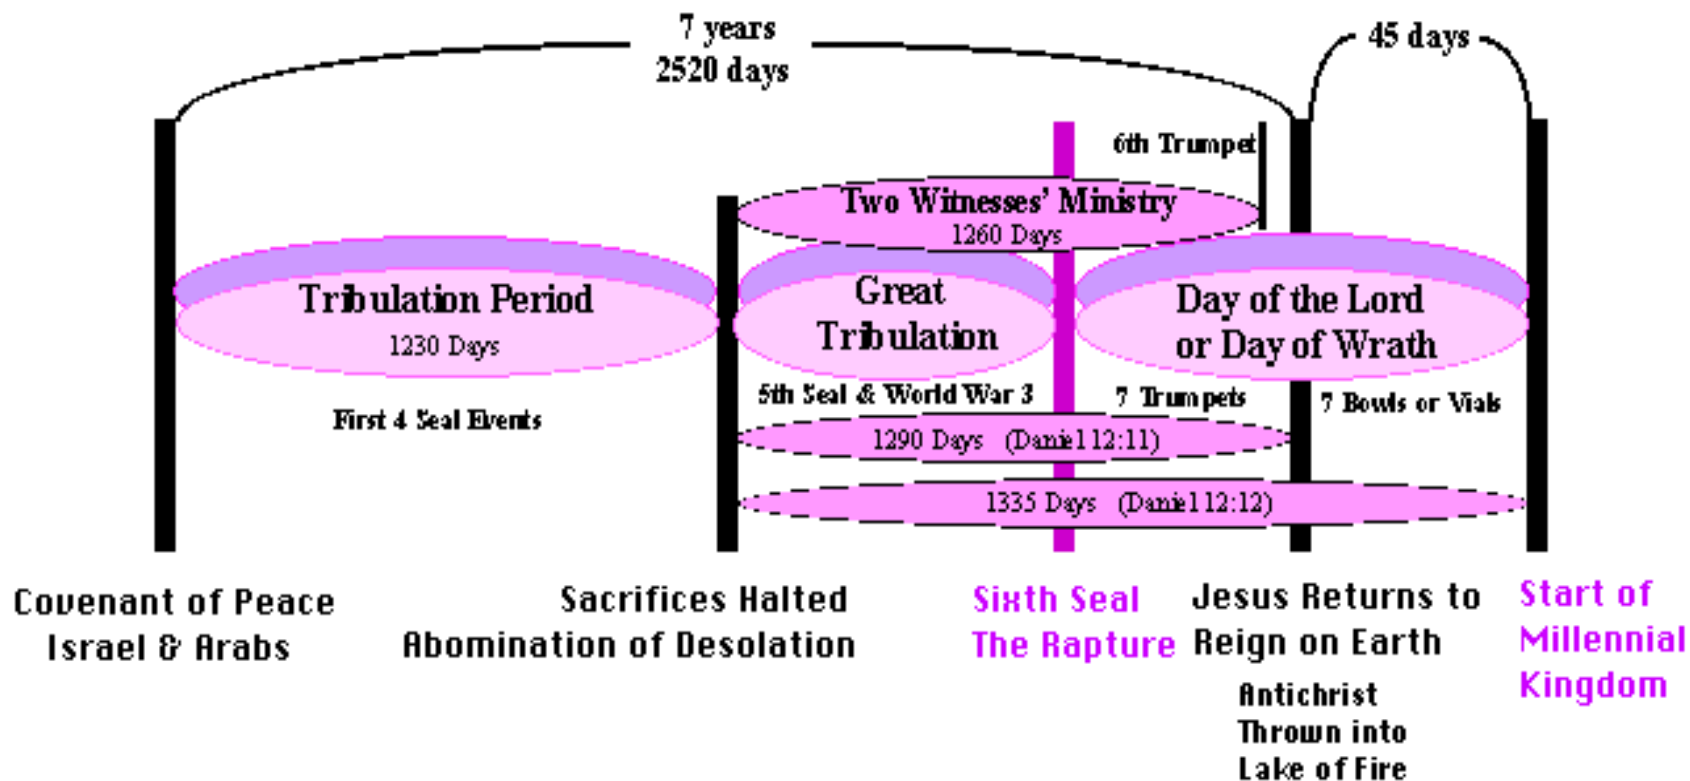 7 years
2520 days
45 days
6th Trumpet
Two Witnesses' Ministry
1260 Days
Tribulation Period
1230 Days
Great
Tribulation
Day of the Lord
or Day of Wrath
First 4 Seal Events
5th Seal & World War 3
7 Trumpets
7 Bowls or Vials
1290 Days (Daniel 12:11)
1335 Days (Daniel 12:12)
Covenant of Peace
Israel & Arabs
Sacrifices Halted
Abomination of Desolation
Sixth Seal
The Rapture
Jesus Returns to
Reign on Earth
Antichrist
Thrown into
Lake of Fire
Start of
Millennial
Kingdom